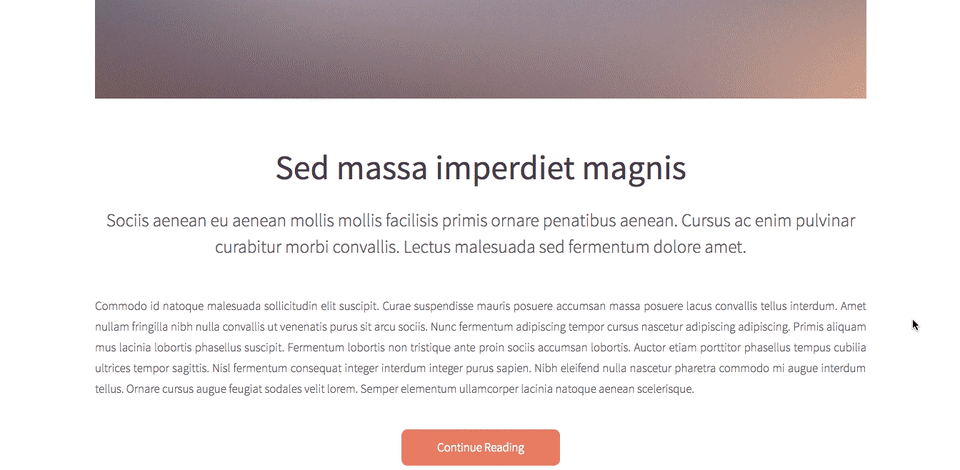 Sed massa imperdiet magnis
Sociis aenean eu aenean mollis mollis facilisis primis ornare penatibus aenean. Cursus ac enim pulvinar
curabitur morbi convallis. Lectus malesuada sed fermentum dolore amet.
Commodo id natoque malesuada sollicitudin elit suscipit. Curae suspendisse mauris posuere accumsan massa posuere lacus convallis tellus interdum. Amet
nullam fringilla nibh nulla convallis ut venenatis purus sit arcu sociis. Nunc fermentum adipiscing tempor cursus nascetur adipiscing adipiscing. Primis aliquam
mus lacinia lobortis phasellus suscipit. Fermentum lobortis non tristique ante proin sociis accumsan lobortis. Auctor etiam porttitor phasellus tempus cubilia
ultrices tempor sagittis. Nisl fermentum consequat integer interdum integer purus sapien. Nibh eleifend nulla nascetur pharetra commodo mi augue interdum
tellus. Ornare cursus augue feugiat sodales velit lorem. Semper elementum ullamcorper lacinia natoque aenean scelerisque.
Continue Reading